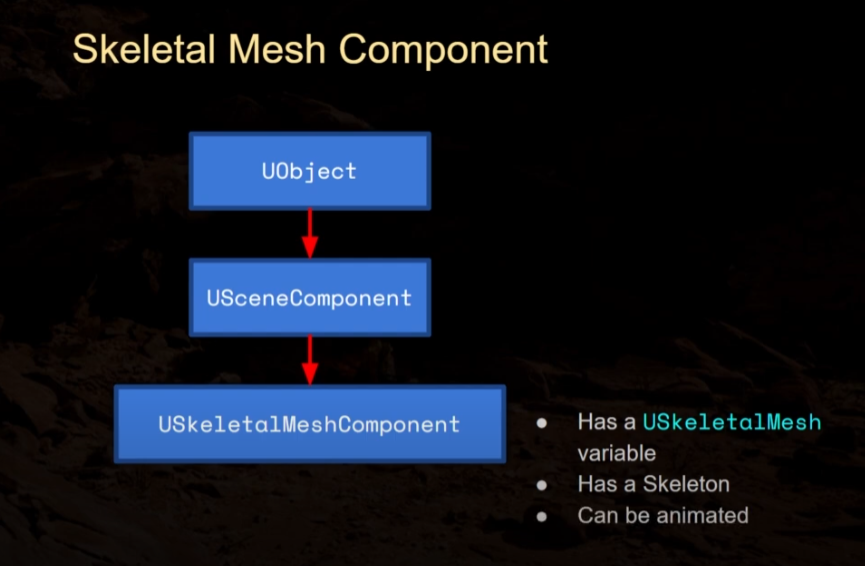 Skeletal Mesh Component
UObject
USceneComponent
USkeletalMeshComponent
● Has a USkeletalMesh
variable
● Has a Skeleton
● Can be animated